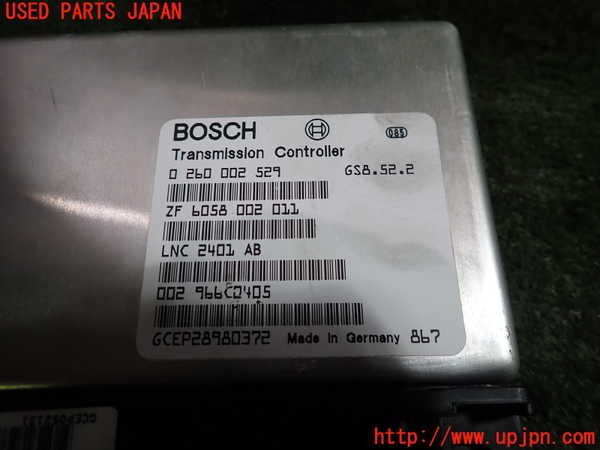 USED PARTS JAPAN
BOSCH
085
Transmission Controller
0 260 002 529 GS8.52.2
ZF 6058 002 011
LNC 2401 AB
002 966C0405
GCEP28980372 Made in Germany 867
http://www.upjpn.com